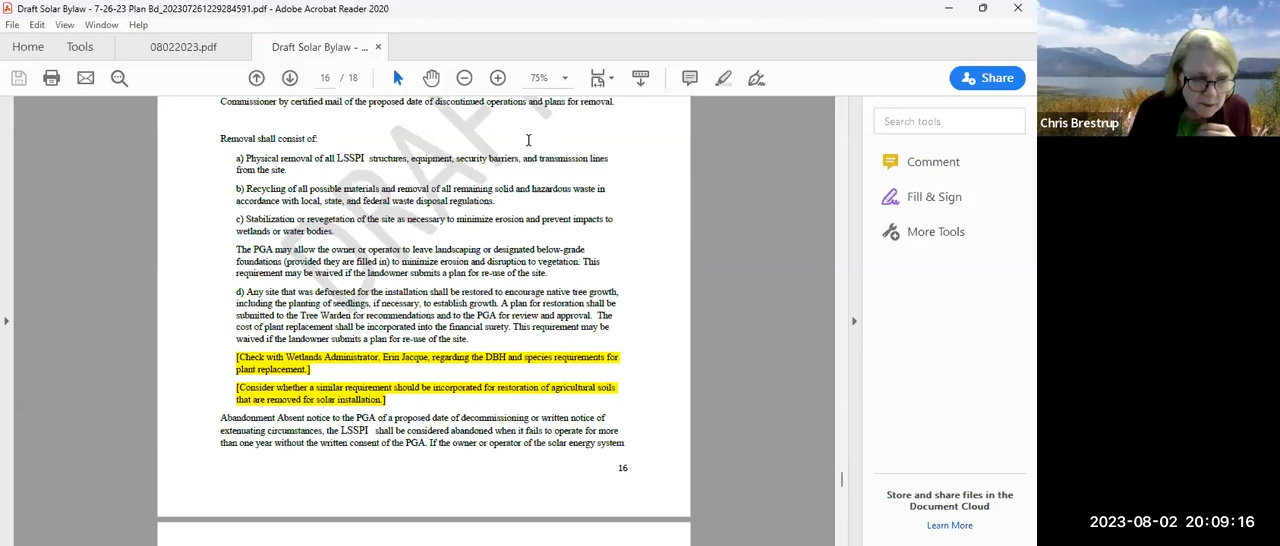 Draft Solar Bylaw - 7-26-23 Plan Bd_202307261229284591.pdf - Adobe Acrobat Reader 2020
File Edit View Window Help
Home Tools 08022023.pdf Draft Solar Bylaw - ... ×
16 / 18 75% Share
Commissioner by certified mail of the proposed date of discontinued operations and plans for removal.
Removal shall consist of:
a) Physical removal of all LSSPI structures, equipment, security barriers, and transmission lines
from the site.
b) Recycling of all possible materials and removal of all remaining solid and hazardous waste in
accordance with local, state, and federal waste disposal regulations.
c) Stabilization or revegetation of the site as necessary to minimize erosion and prevent impacts to
wetlands or water bodies.
The PGA may allow the owner or operator to leave landscaping or designated below-grade
foundations (provided they are filled in) to minimize erosion and disruption to vegetation. This
requirement may be waived if the landowner submits a plan for re-use of the site.
d) Any site that was deforested for the installation shall be restored to encourage native tree growth,
including the planting of seedlings, if necessary, to establish growth. A plan for restoration shall be
submitted to the Tree Warden for recommendations and to the PGA for review and approval. The
cost of plant replacement shall be incorporated into the financial surety. This requirement may be
waived if the landowner submits a plan for re-use of the site.
[Check with Wetlands Administrator, Erin Jacque, regarding the DBH and species requirements for
plant replacement.]
[Consider whether a similar requirement should be incorporated for restoration of agricultural soils
that are removed for solar installation.]
Abandonment Absent notice to the PGA of a proposed date of decommissioning or written notice of
extenuating circumstances, the LSSPI shall be considered abandoned when it fails to operate for more
than one year without the written consent of the PGA. If the owner or operator of the solar energy system
16
DRAFT
Search tools
Comment
Fill & Sign
More Tools
Store and share files in the
Document Cloud
Learn More
Chris Brestrup
2023-08-02 20:09:16